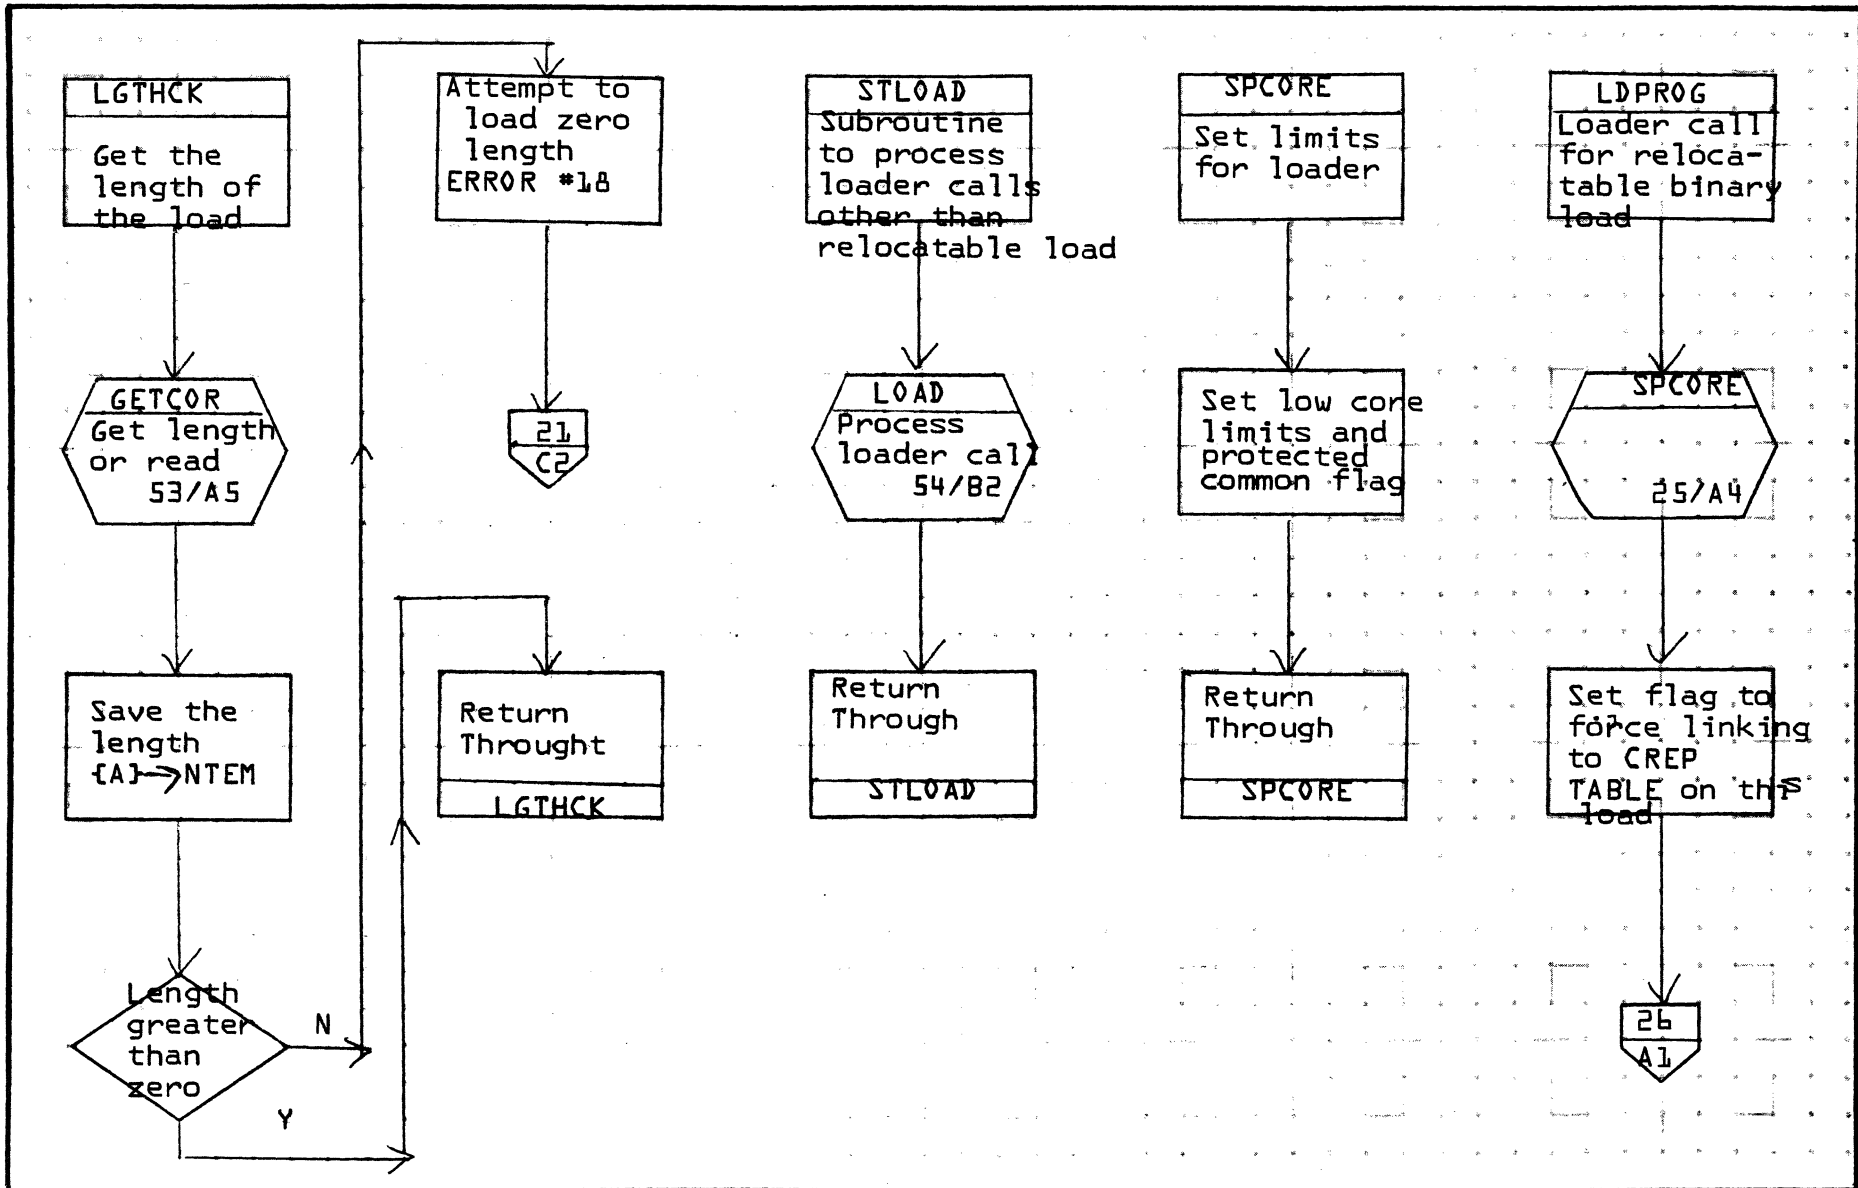 LGTHCK
Get the
length of
the load
GETCOR
Get length
or read
53/A5
Save the
length
{A}→NTEM
Length
greater
than
zero
N
Y
Attempt to
load zero
length
ERROR #18
21
C2
Return
Throught
LGTHCK
STLOAD
Subroutine
to process
loader calls
other than
relocatable load
LOAD
Process
loader call
54/B2
Return
Through
STLOAD
SPCORE
Set limits
for loader
Set low core
limits and
protected
common flag
Return
Through
SPCORE
LDPROG
Loader call
for reloca-
table binary
load
SPCORE
25/A4
Set flag to
force linking
to CREP
TABLE on this
load
26
A1